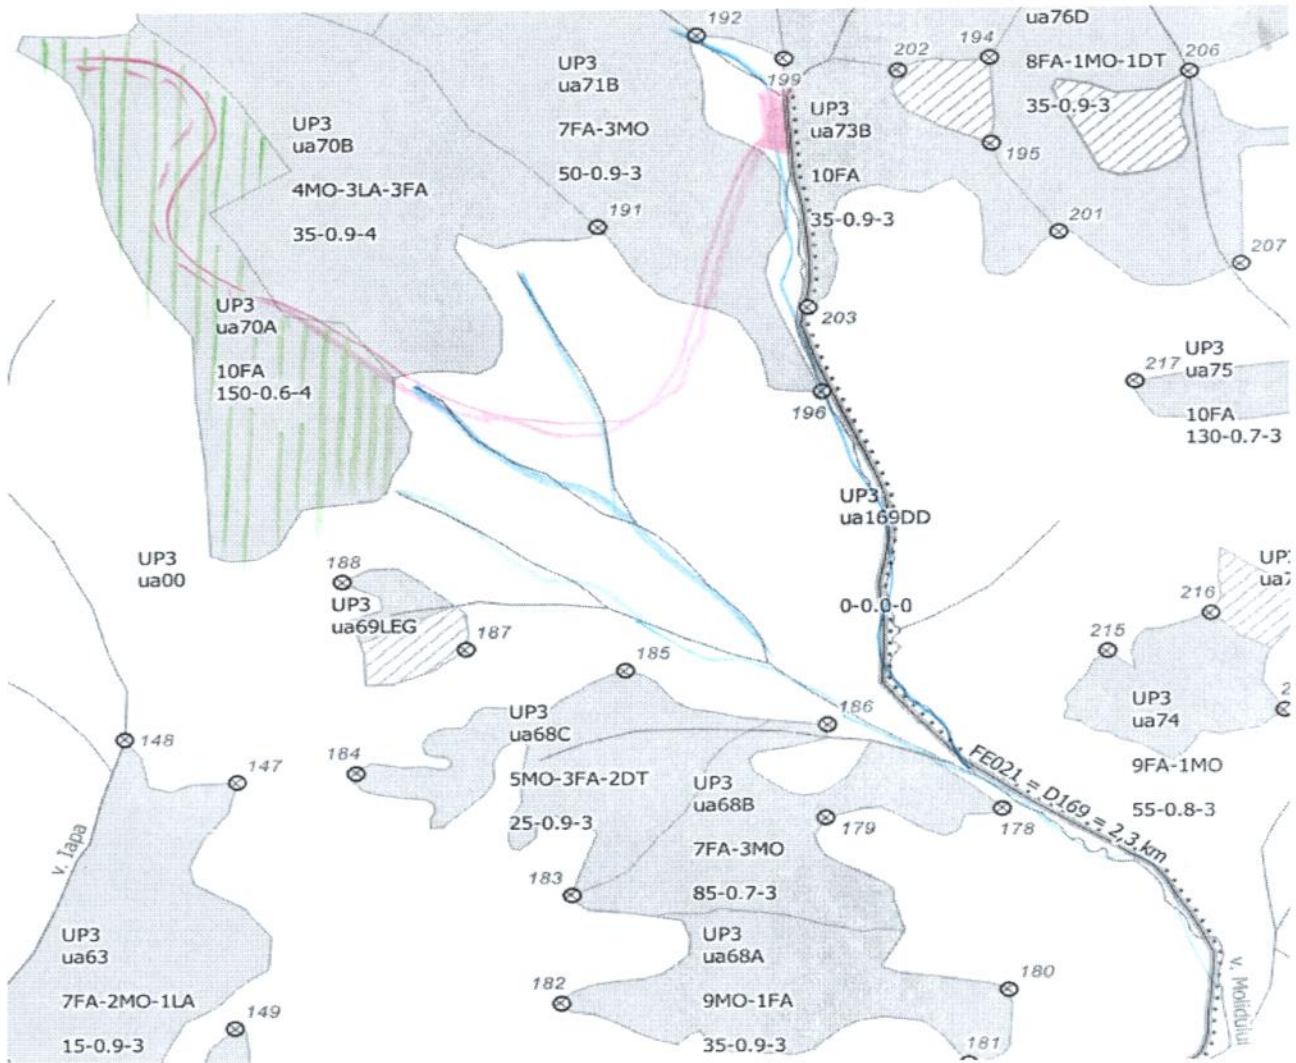 192
199
202
194
ua76D
8FA-1MO-1DT
35-0.9-3
206
195
201
207
UP3
ua71B
7FA-3MO
50-0.9-3
191
UP3
ua73B
10FA
35-0.9-3
203
196
UP3
ua70B
4MO-3LA-3FA
35-0.9-4
UP3
ua70A
10FA
150-0.6-4
217
UP3
ua75
10FA
130-0.7-3
UP3
ua169DD
0-0.0-0
UP3
ua00
188
UP3
ua69LEG
187
185
186
216
215
UP3
ua74
9FA-1MO
55-0.8-3
148
147
184
UP3
ua68C
5MO-3FA-2DT
25-0.9-3
UP3
ua68B
7FA-3MO
85-0.7-3
179
178
183
FE021 = D169 = 2,3 km
v. Iapa
UP3
ua63
7FA-2MO-1LA
15-0.9-3
149
182
UP3
ua68A
9MO-1FA
35-0.9-3
180
181
v. Molidului